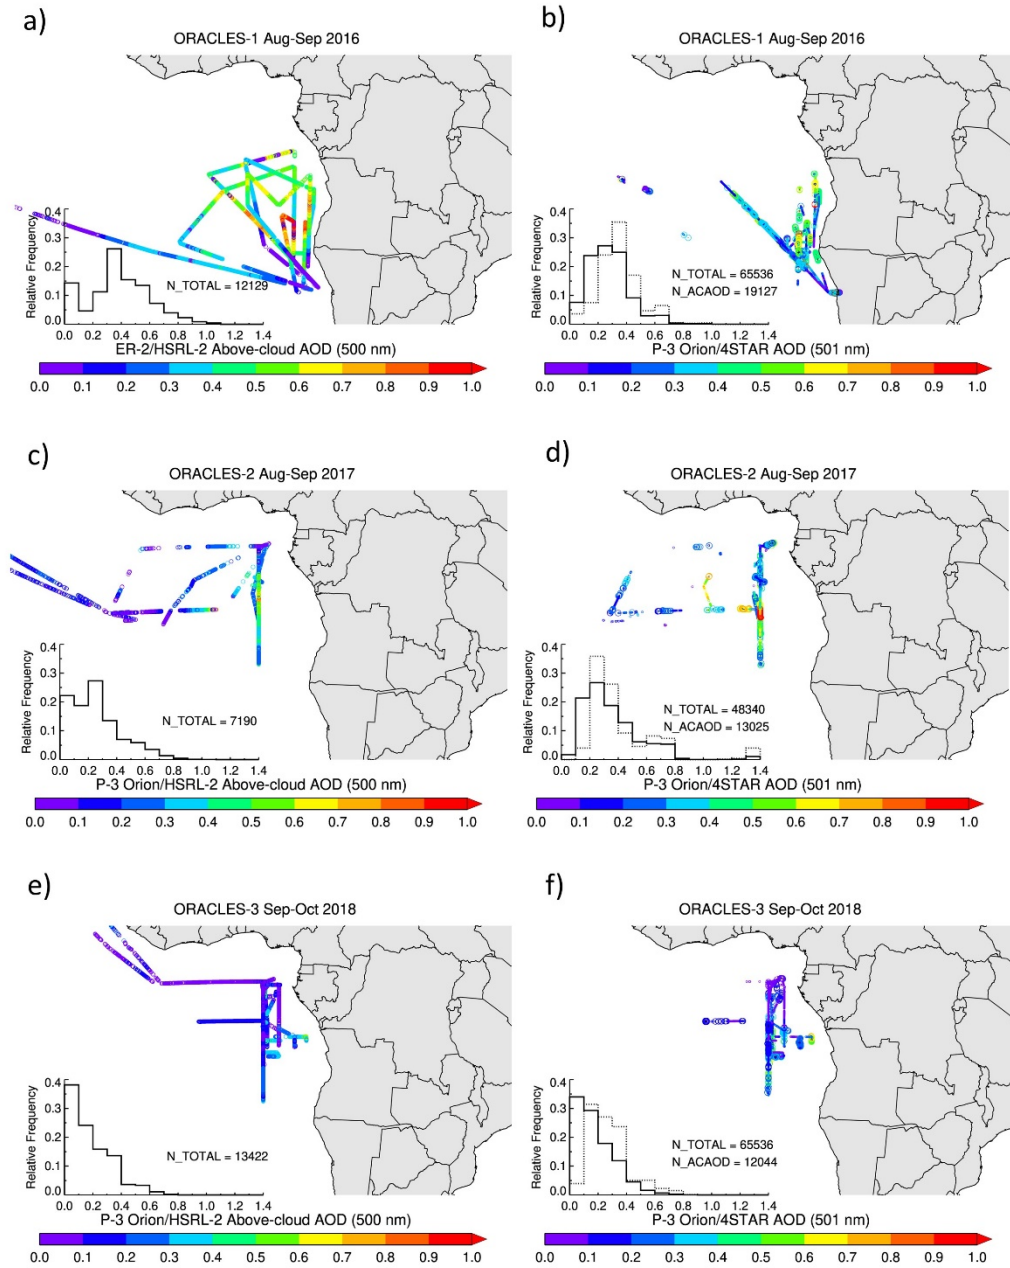 a)
ORACLES-1 Aug-Sep 2016
Relative Frequency
0.4
0.3
0.2
0.1
0.0
N_TOTAL = 12129
0.0 0.2 0.4 0.6 0.8 1.0 1.2 1.4
ER-2/HSRL-2 Above-cloud AOD (500 nm)
0.0 0.1 0.2 0.3 0.4 0.5 0.6 0.7 0.8 0.9 1.0
b)
ORACLES-1 Aug-Sep 2016
Relative Frequency
0.4
0.3
0.2
0.1
0.0
N_TOTAL = 65536
N_ACAOD = 19127
0.0 0.2 0.4 0.6 0.8 1.0 1.2 1.4
P-3 Orion/4STAR AOD (501 nm)
0.0 0.1 0.2 0.3 0.4 0.5 0.6 0.7 0.8 0.9 1.0
c)
ORACLES-2 Aug-Sep 2017
Relative Frequency
0.4
0.3
0.2
0.1
0.0
N_TOTAL = 7190
0.0 0.2 0.4 0.6 0.8 1.0 1.2 1.4
P-3 Orion/HSRL-2 Above-cloud AOD (500 nm)
0.0 0.1 0.2 0.3 0.4 0.5 0.6 0.7 0.8 0.9 1.0
d)
ORACLES-2 Aug-Sep 2017
Relative Frequency
0.4
0.3
0.2
0.1
0.0
N_TOTAL = 48340
N_ACAOD = 13025
0.0 0.2 0.4 0.6 0.8 1.0 1.2 1.4
P-3 Orion/4STAR AOD (501 nm)
0.0 0.1 0.2 0.3 0.4 0.5 0.6 0.7 0.8 0.9 1.0
e)
ORACLES-3 Sep-Oct 2018
Relative Frequency
0.4
0.3
0.2
0.1
0.0
N_TOTAL = 13422
0.0 0.2 0.4 0.6 0.8 1.0 1.2 1.4
P-3 Orion/HSRL-2 Above-cloud AOD (500 nm)
0.0 0.1 0.2 0.3 0.4 0.5 0.6 0.7 0.8 0.9 1.0
f)
ORACLES-3 Sep-Oct 2018
Relative Frequency
0.4
0.3
0.2
0.1
0.0
N_TOTAL = 65536
N_ACAOD = 12044
0.0 0.2 0.4 0.6 0.8 1.0 1.2 1.4
P-3 Orion/4STAR AOD (501 nm)
0.0 0.1 0.2 0.3 0.4 0.5 0.6 0.7 0.8 0.9 1.0